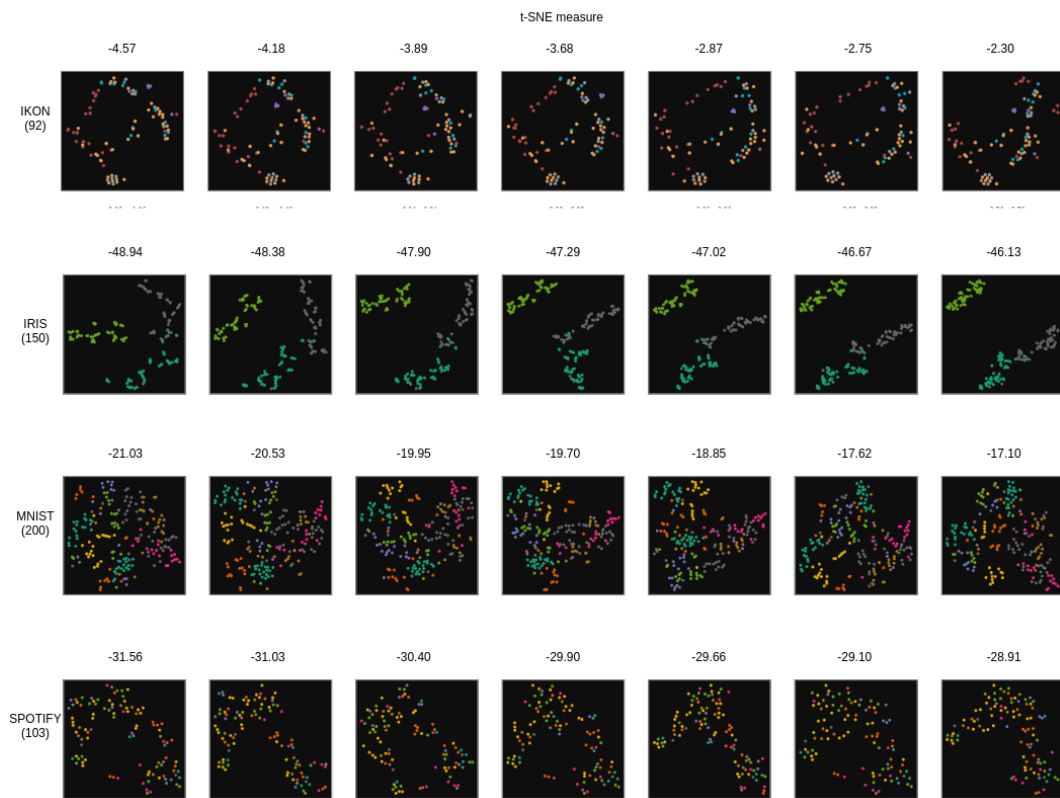 t-SNE measure
-4.57 -4.18 -3.89 -3.68 -2.87 -2.75 -2.30
IKON
(92)
-48.94 -48.38 -47.90 -47.29 -47.02 -46.67 -46.13
IRIS
(150)
-21.03 -20.53 -19.95 -19.70 -18.85 -17.62 -17.10
MNIST
(200)
-31.56 -31.03 -30.40 -29.90 -29.66 -29.10 -28.91
SPOTIFY
(103)